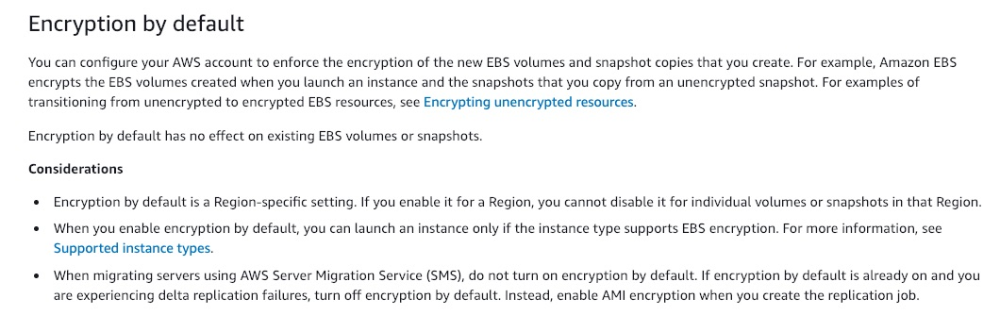 Encryption by default
You can configure your AWS account to enforce the encryption of the new EBS volumes and snapshot copies that you create. For example, Amazon EBS
encrypts the EBS volumes created when you launch an instance and the snapshots that you copy from an unencrypted snapshot. For examples of
transitioning from unencrypted to encrypted EBS resources, see Encrypting unencrypted resources.
Encryption by default has no effect on existing EBS volumes or snapshots.
Considerations
• Encryption by default is a Region-specific setting. If you enable it for a Region, you cannot disable it for individual volumes or snapshots in that Region.
• When you enable encryption by default, you can launch an instance only if the instance type supports EBS encryption. For more information, see
Supported instance types.
• When migrating servers using AWS Server Migration Service (SMS), do not turn on encryption by default. If encryption by default is already on and you
are experiencing delta replication failures, turn off encryption by default. Instead, enable AMI encryption when you create the replication job.